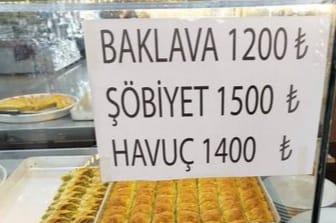 BAKLAVA 1200 ₺
ŞÖBİYET 1500 ₺
HAVUÇ 1400 ₺